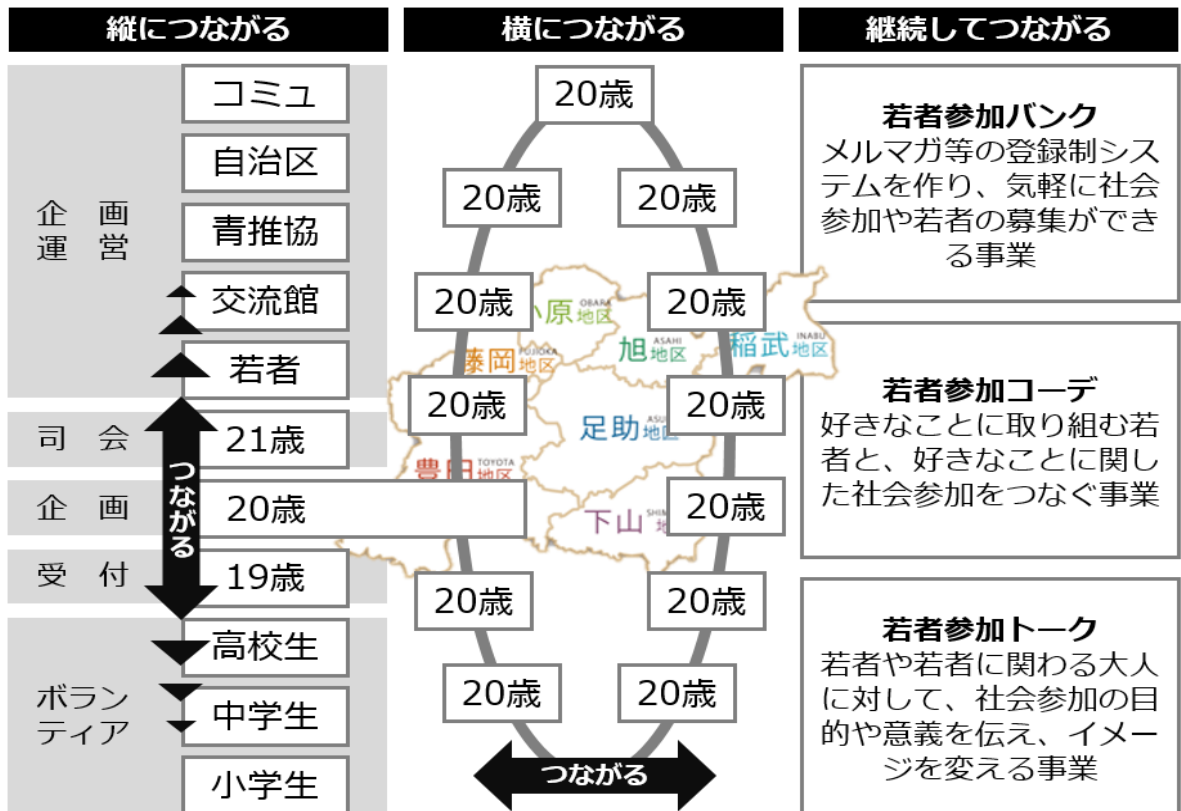 縦につながる
企　画
運　営
コミュ
自治区
青推協
交流館
若者
司　会
21歳
企　画
20歳
受　付
19歳
ボラン
ティア
高校生
中学生
小学生
つながる
横につながる
20歳
20歳
20歳
20歳
20歳
20歳
20歳
20歳
20歳
20歳
20歳
20歳
小原 OBARA 地区
藤岡 FUJIOKA 地区
旭 ASAHI 地区
稲武 INABU 地区
足助 ASU 地区
豊田 TOYOTA 地区
下山 SHIM 地
つながる
継続してつながる
若者参加バンク
メルマガ等の登録制シス
テムを作り、気軽に社会
参加や若者の募集ができ
る事業
若者参加コーデ
好きなことに取り組む若
者と、好きなことに関し
た社会参加をつなぐ事業
若者参加トーク
若者や若者に関わる大人
に対して、社会参加の目
的や意義を伝え、イメー
ジを変える事業